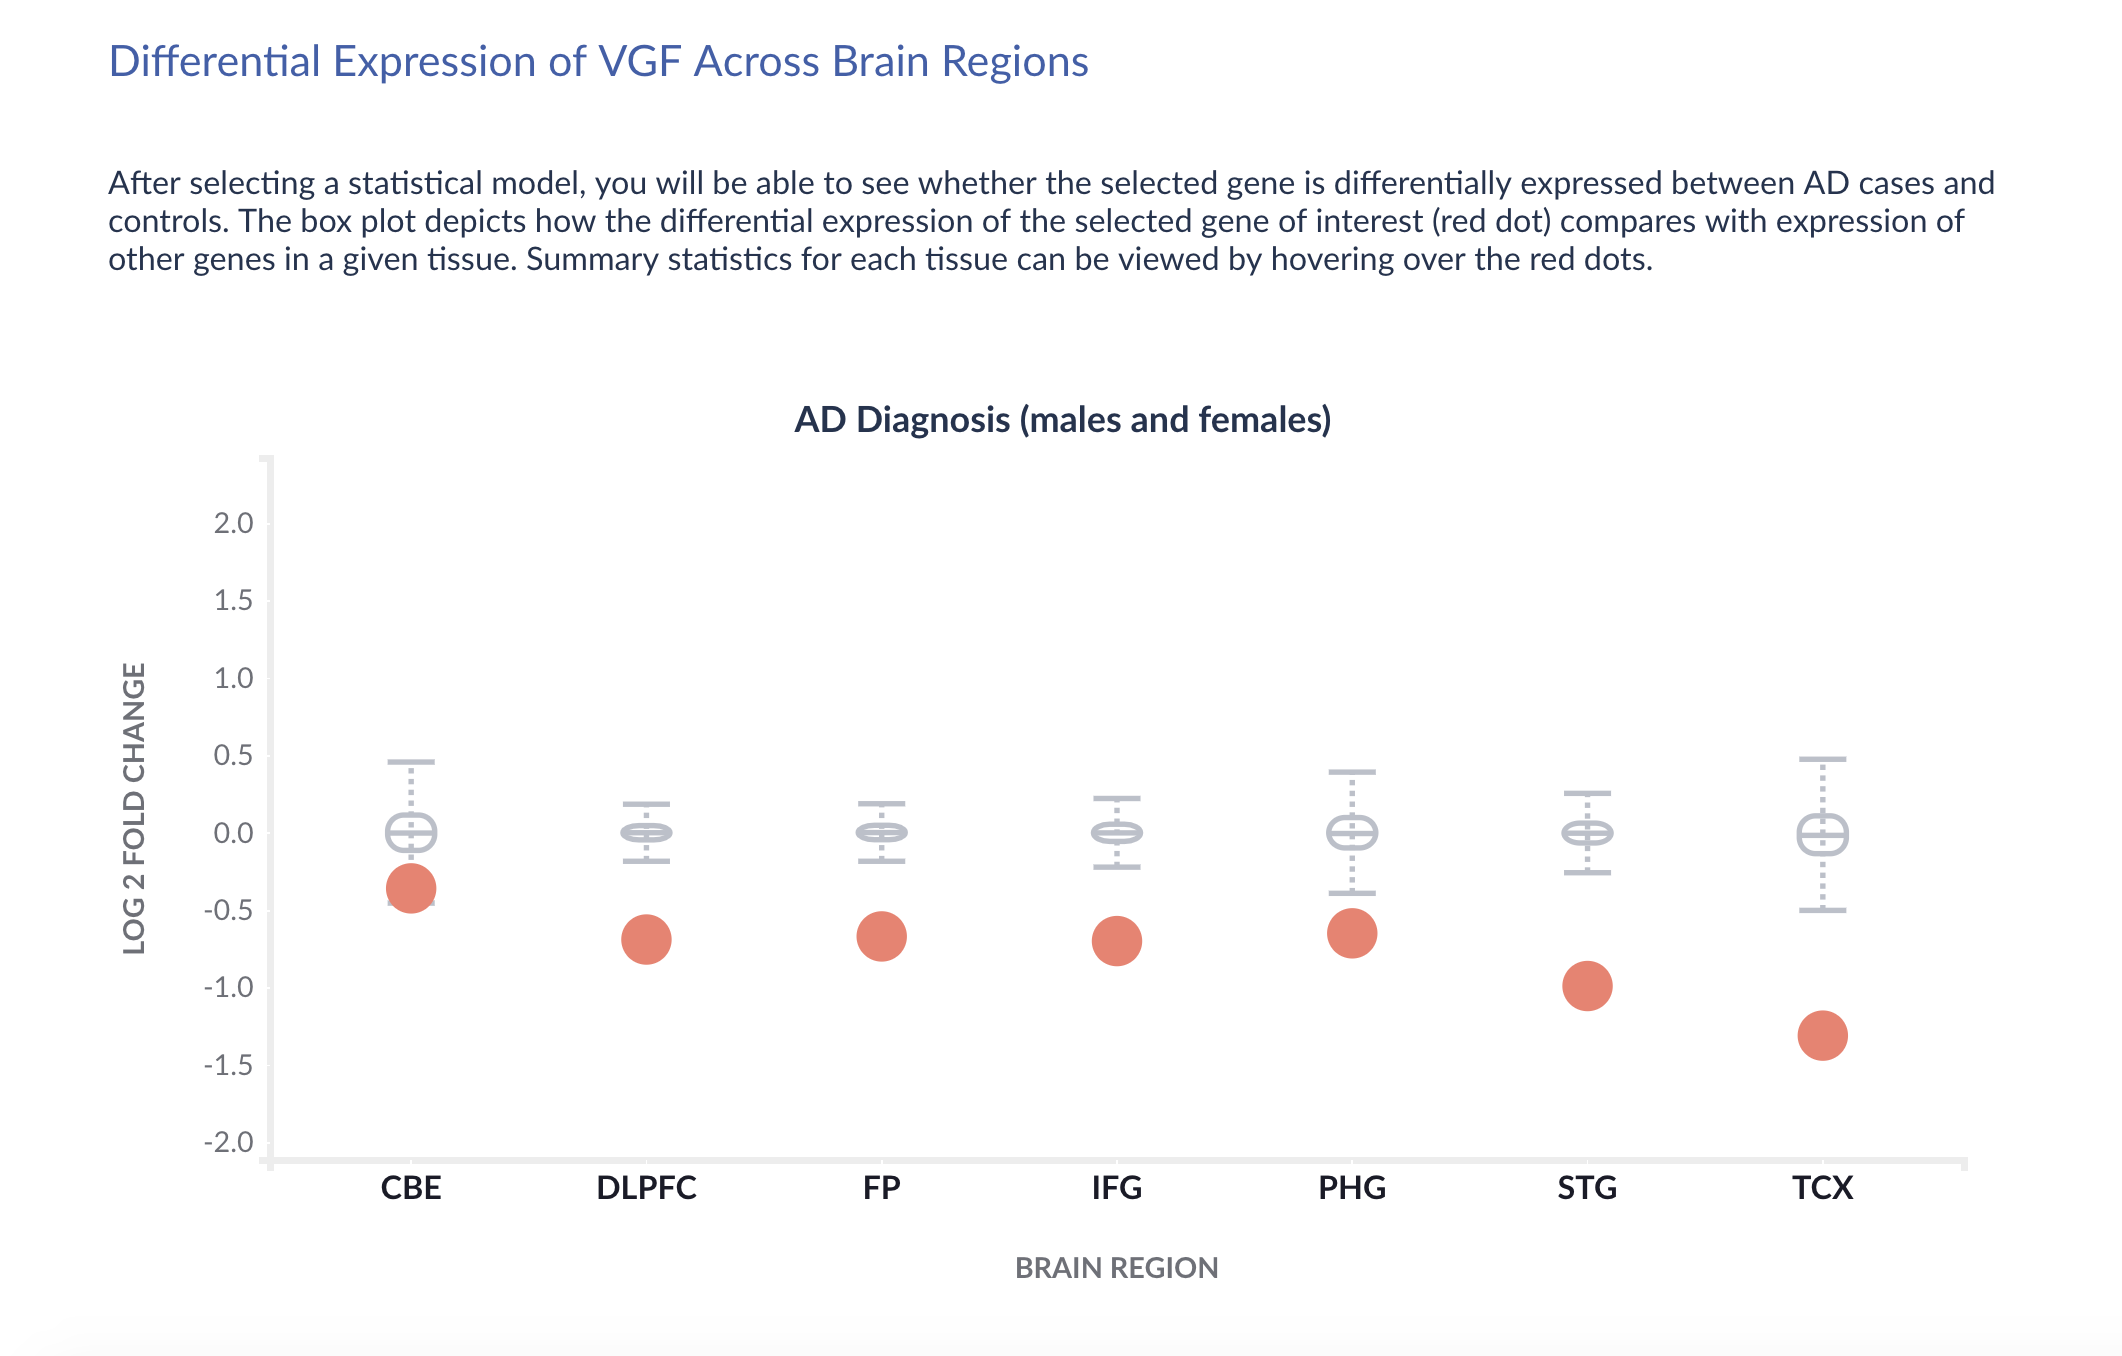 Differential Expression of VGF Across Brain Regions
After selecting a statistical model, you will be able to see whether the selected gene is differentially expressed between AD cases and
controls. The box plot depicts how the differential expression of the selected gene of interest (red dot) compares with expression of
other genes in a given tissue. Summary statistics for each tissue can be viewed by hovering over the red dots.
AD Diagnosis (males and females)
LOG 2 FOLD CHANGE
2.0
1.5
1.0
0.5
0.0
-0.5
-1.0
-1.5
-2.0
CBE DLPFC FP IFG PHG STG TCX
BRAIN REGION